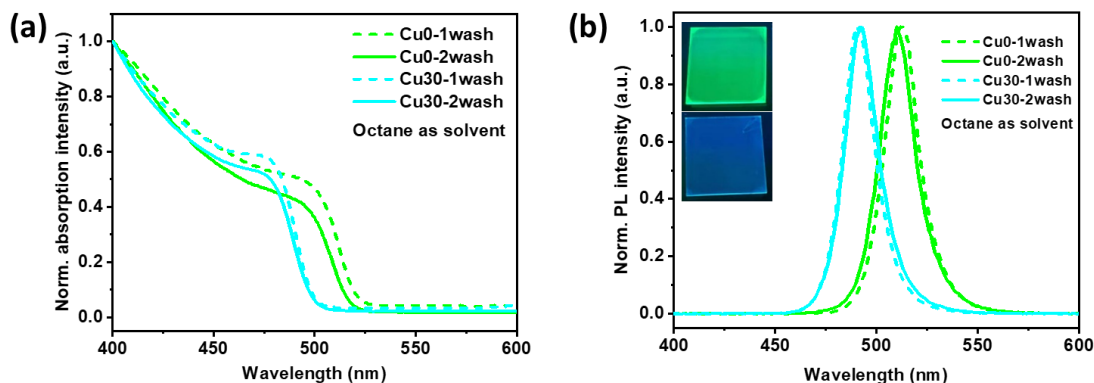 (a)
Norm. absorption intensity (a.u.)
1.0
0.8
0.6
0.4
0.2
0.0
400
450
500
550
600
Wavelength (nm)
Cu0-1wash
Cu0-2wash
Cu30-1wash
Cu30-2wash
Octane as solvent
(b)
Norm. PL intensity (a.u.)
1.0
0.8
0.6
0.4
0.2
0.0
400
450
500
550
600
Wavelength (nm)
Cu0-1wash
Cu0-2wash
Cu30-1wash
Cu30-2wash
Octane as solvent